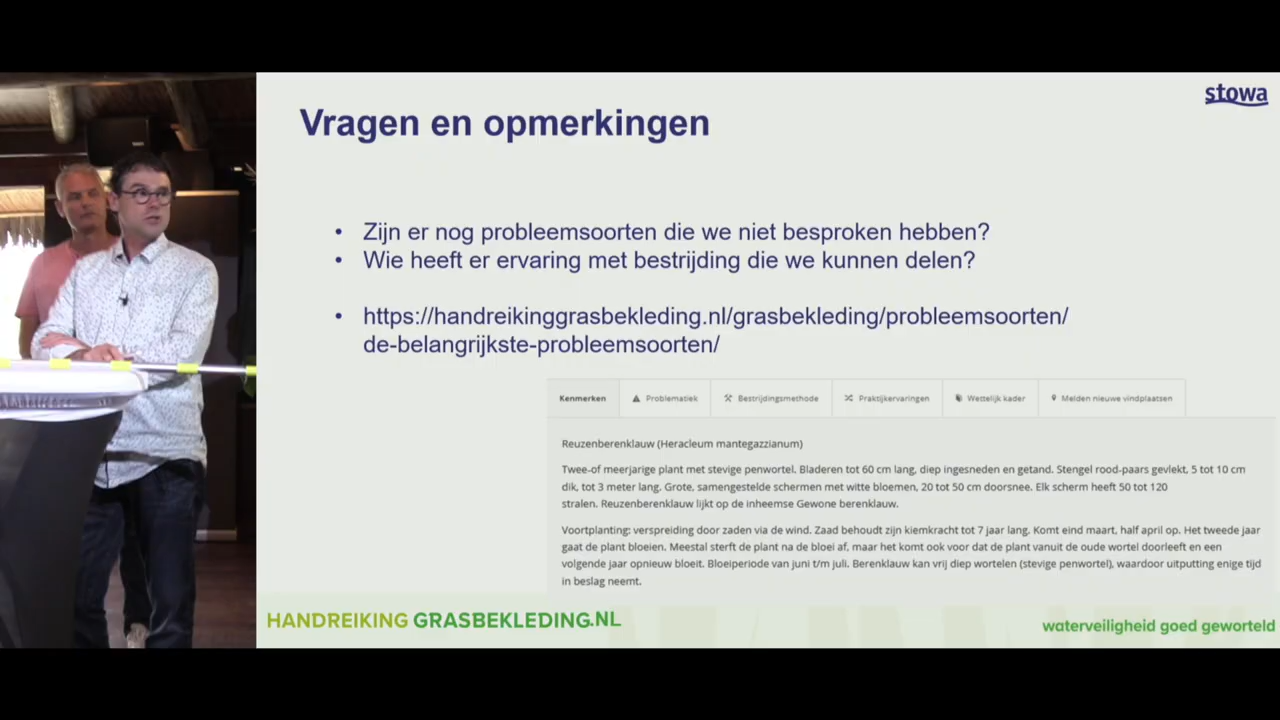 stowa
Vragen en opmerkingen
• Zijn er nog probleemsoorten die we niet besproken hebben?
• Wie heeft er ervaring met bestrijding die we kunnen delen?
• https://handreikinggrasbekleding.nl/grasbekleding/probleemsoorten/
de-belangrijkste-probleemsoorten/
Kenmerken Problematiek Bestrijdingsmethode Praktijkervaringen Wettelijk kader Melden nieuwe vindplaatsen
Reuzenberenklauw (Heracleum mantegazzianum)
Twee-of meerjarige plant met stevige penwortel. Bladeren tot 60 cm lang, diep ingesneden en getand. Stengel rood-paars gevlekt, 5 tot 10 cm
dik, tot 3 meter lang. Grote, samengestelde schermen met witte bloemen, 20 tot 50 cm doorsnee. Elk scherm heeft 50 tot 120
stralen. Reuzenberenklauw lijkt op de inheemse Gewone berenklauw.
Voortplanting: verspreiding door zaden via de wind. Zaad behoudt zijn kiemkracht tot 7 jaar lang. Komt eind maart, half april op. Het tweede jaar
gaat de plant bloeien. Meestal sterft de plant na de bloei af, maar het komt ook voor dat de plant vanuit de oude wortel doorleeft en een
volgende jaar opnieuw bloeit. Bloeiperiode van juni t/m juli. Berenklauw kan vrij diep wortelen (stevige penwortel), waardoor uitputting enige tijd
in beslag neemt.
HANDREIKING GRASBEKLEDING.NL
waterveiligheid goed geworteld